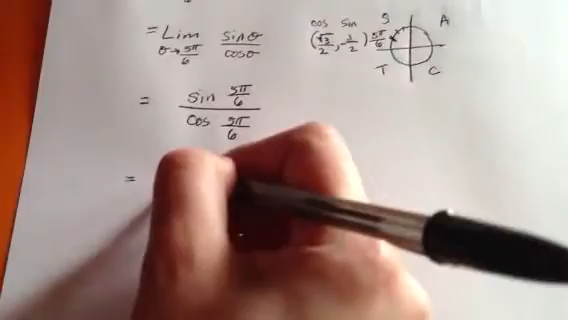 = Lim sinθ / cosθ
θ→5π/6
cos sin
(√3/2, -1/2) 5π/6
S A
T C
= sin 5π/6 / cos 5π/6
=